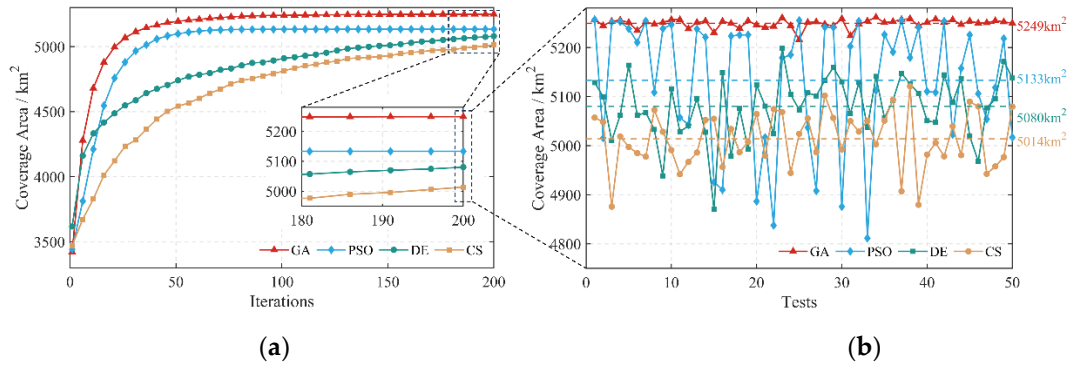 Coverage Area / km²
5000
4500
4000
3500
5200
5100
5000
180
190
200
GA PSO DE CS
0
50
100
150
200
Iterations
(a)
Coverage Area / km²
5200
5100
5000
4900
4800
5249km²
5133km²
5080km²
5014km²
GA PSO DE CS
0
10
20
30
40
50
Tests
(b)